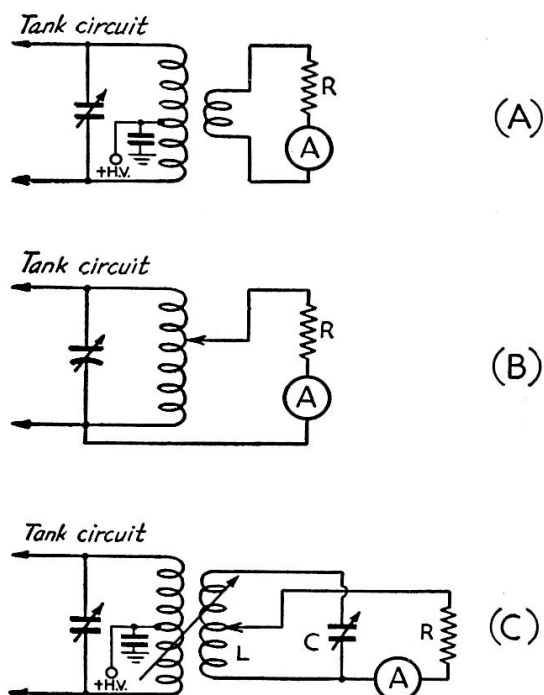 Tank circuit
R
A
+H.V.
(A)
Tank circuit
R
A
(B)
Tank circuit
+H.V.
L
C
R
A
(C)